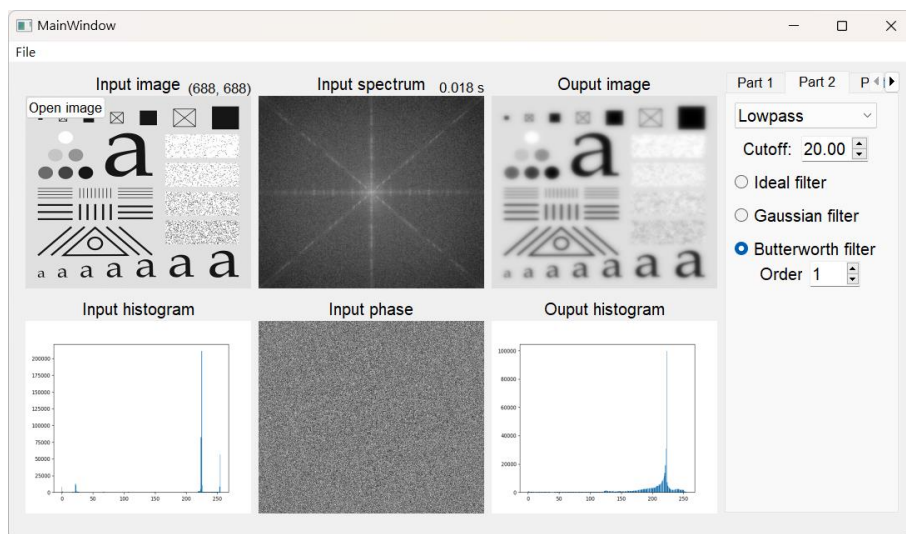 MainWindow
File
Input image (688, 688)
Input spectrum 0.018 s
Ouput image
Open image
a
a a a a a a a
a
a a a a a a a
Input histogram
Input phase
Ouput histogram
200000
175000
150000
125000
100000
75000
50000
25000
0
0 50 100 150 200 250
100000
80000
60000
40000
20000
0
0 50 100 150 200 250
Part 1 Part 2 P
Lowpass
Cutoff: 20.00
Ideal filter
Gaussian filter
Butterworth filter
Order 1